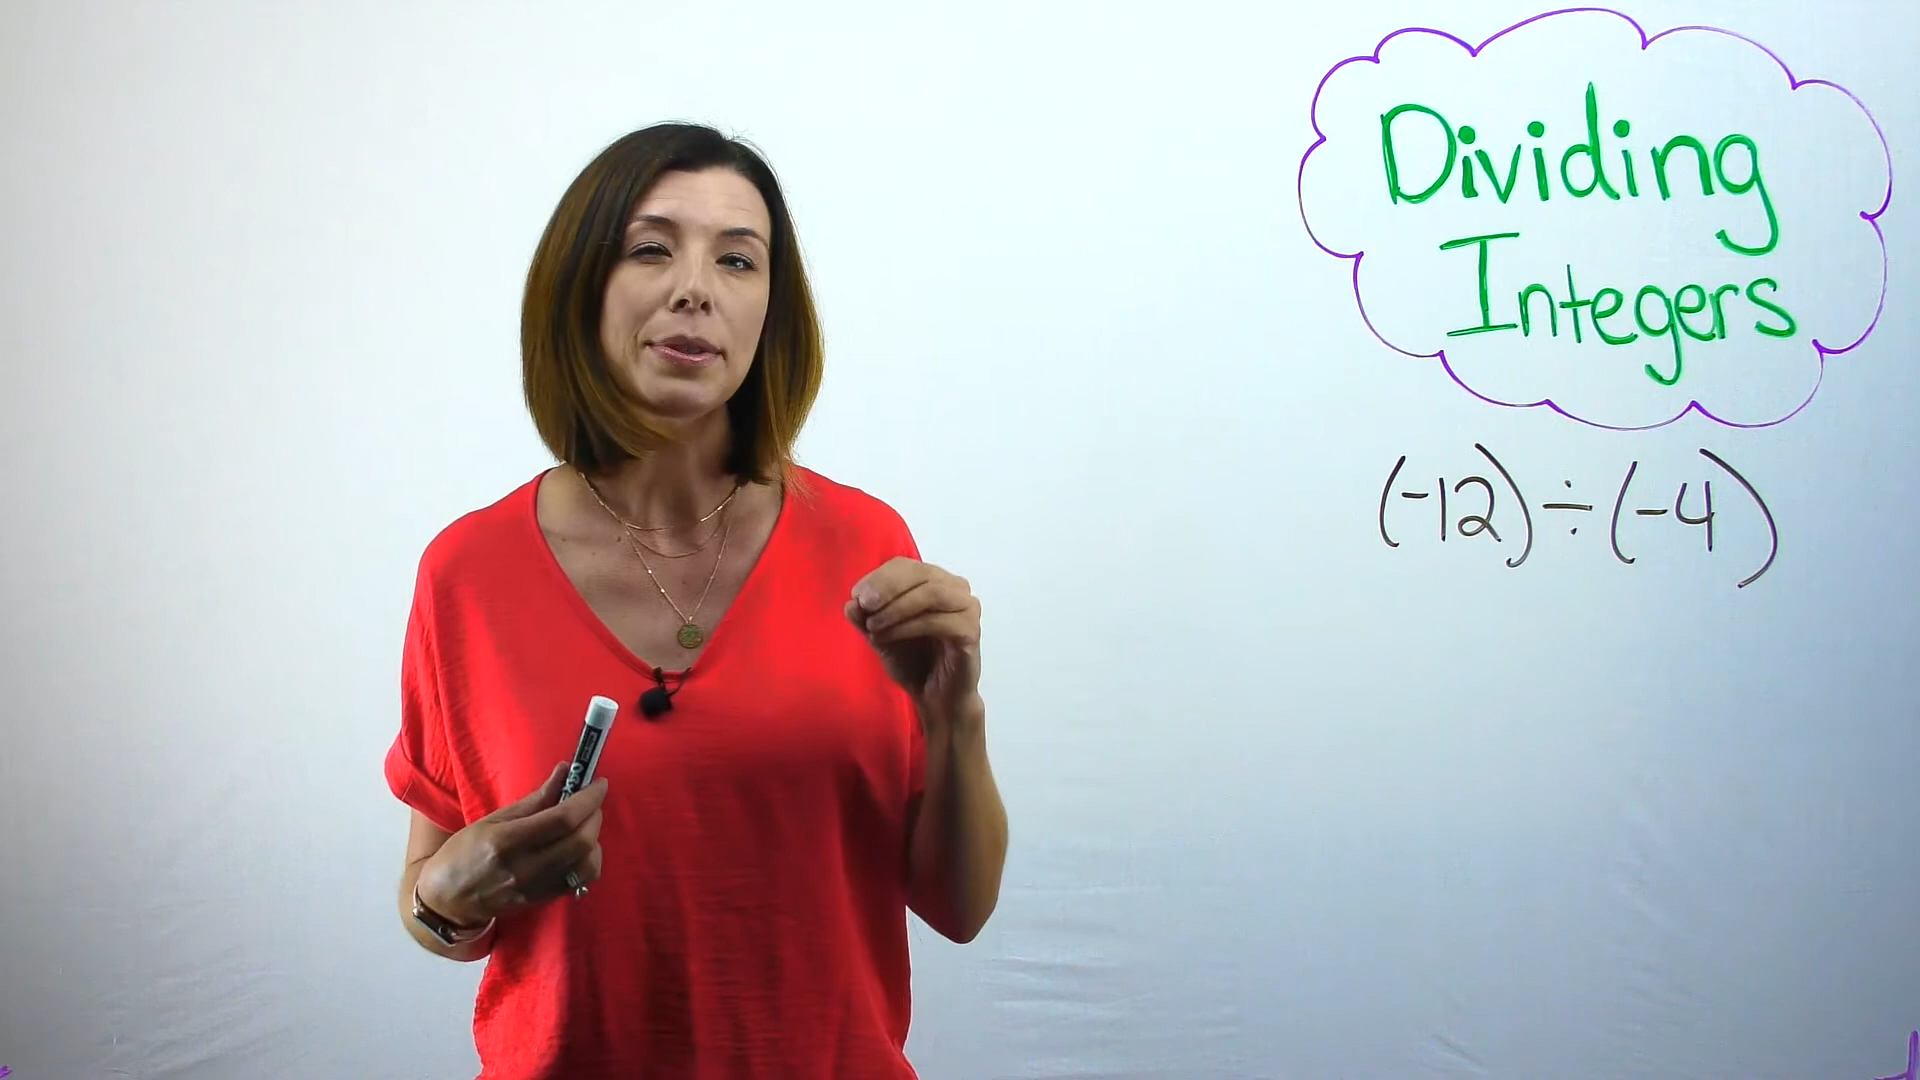 Dividing
Integers
(-12) ÷ (-4)